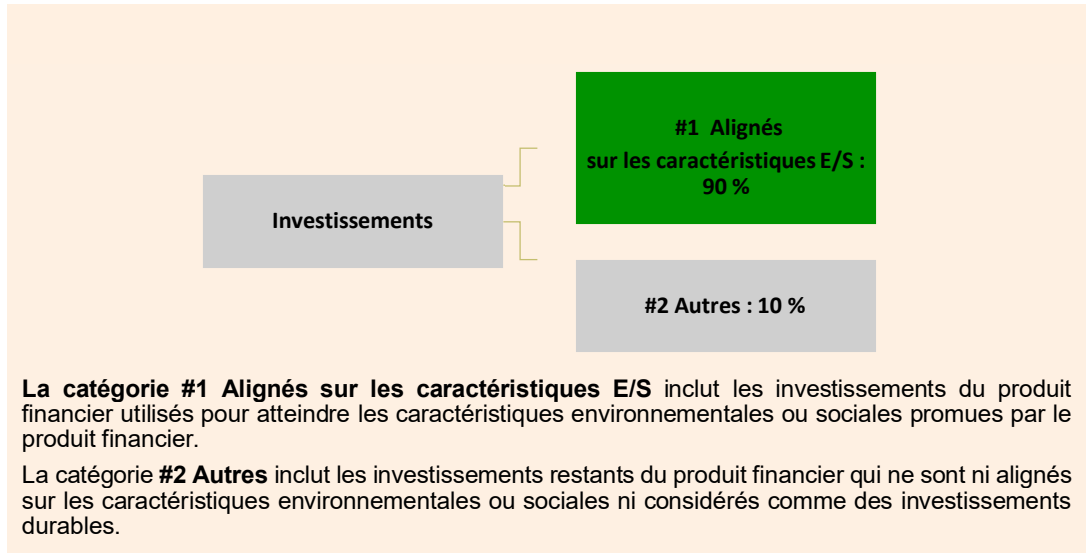 #1 Alignés
sur les caractéristiques E/S :
90 %
Investissements
#2 Autres : 10 %
La catégorie #1 Alignés sur les caractéristiques E/S inclut les investissements du produit
financier utilisés pour atteindre les caractéristiques environnementales ou sociales promues par le
produit financier.
La catégorie #2 Autres inclut les investissements restants du produit financier qui ne sont ni alignés
sur les caractéristiques environnementales ou sociales ni considérés comme des investissements
durables.